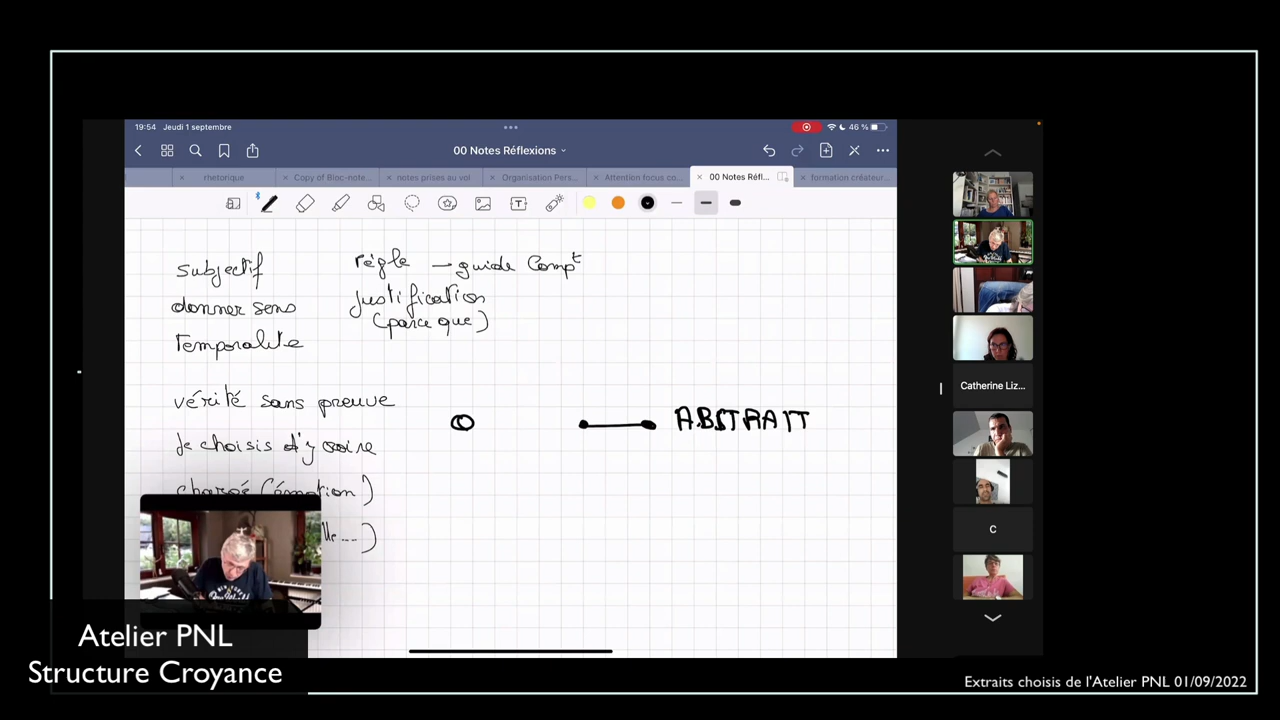 19:54 Jeudi 1 septembre
46 %
00 Notes Réflexions
rhetorique
Copy of Bloc-note...
notes prises au vol
Organisation Pers...
Attention focus co...
00 Notes Réfl...
formation créateur...
subjectif
donner sens
Temporalité
règle → guide Compt
Justification
(parce que)
vérité sans preuve
Je choisis d'y croire
chargé (émotion)
ABSTRAIT
Catherine Liz...
C
Atelier PNL
Structure Croyance
Extraits choisis de l'Atelier PNL 01/09/2022